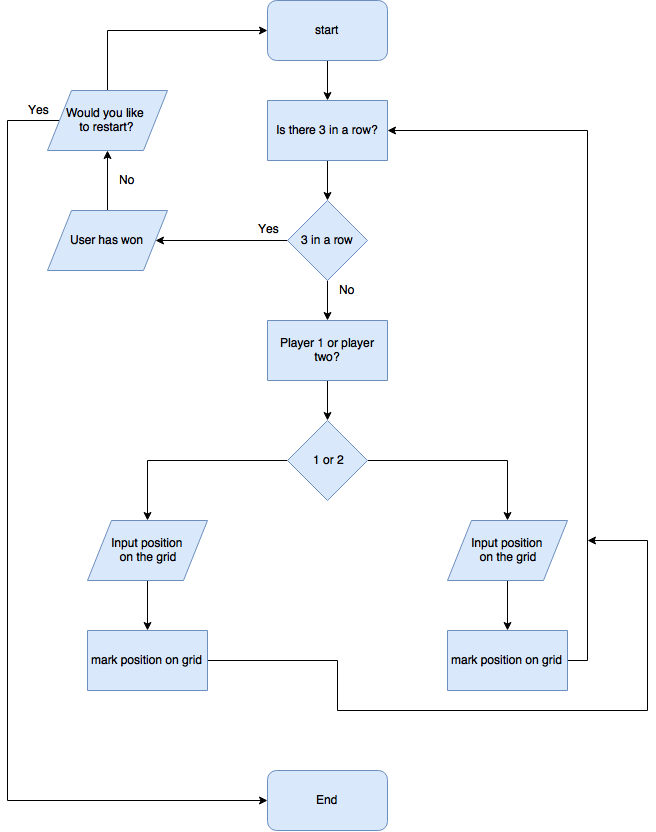 start
Yes
Would you like
to restart?
Is there 3 in a row?
No
User has won
Yes
3 in a row
No
Player 1 or player
two?
1 or 2
Input position
on the grid
Input position
on the grid
mark position on grid
mark position on grid
End